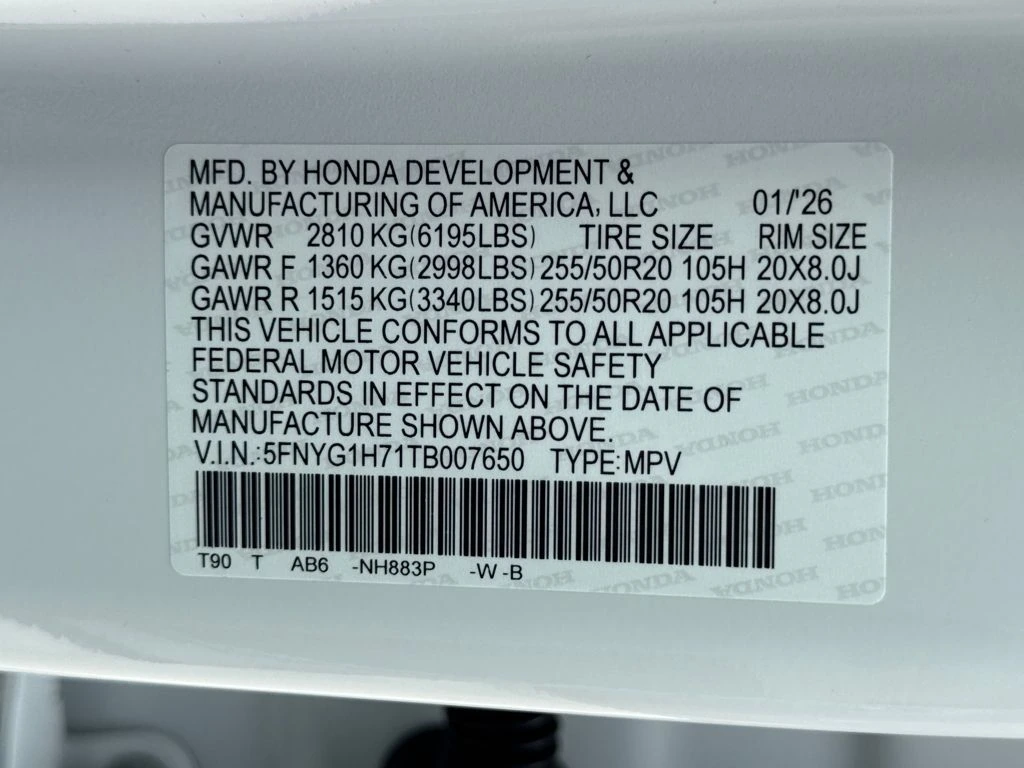 MFD. BY HONDA DEVELOPMENT &
MANUFACTURING OF AMERICA, LLC 01/'26
GVWR 2810 KG(6195LBS) TIRE SIZE RIM SIZE
GAWR F 1360 KG(2998LBS) 255/50R20 105H 20X8.0J
GAWR R 1515 KG(3340LBS) 255/50R20 105H 20X8.0J
THIS VEHICLE CONFORMS TO ALL APPLICABLE
FEDERAL MOTOR VEHICLE SAFETY
STANDARDS IN EFFECT ON THE DATE OF
MANUFACTURE SHOWN ABOVE.
V.I.N.:5FNYG1H71TB007650 TYPE:MPV
T90 T AB6 -NH883P -W -B